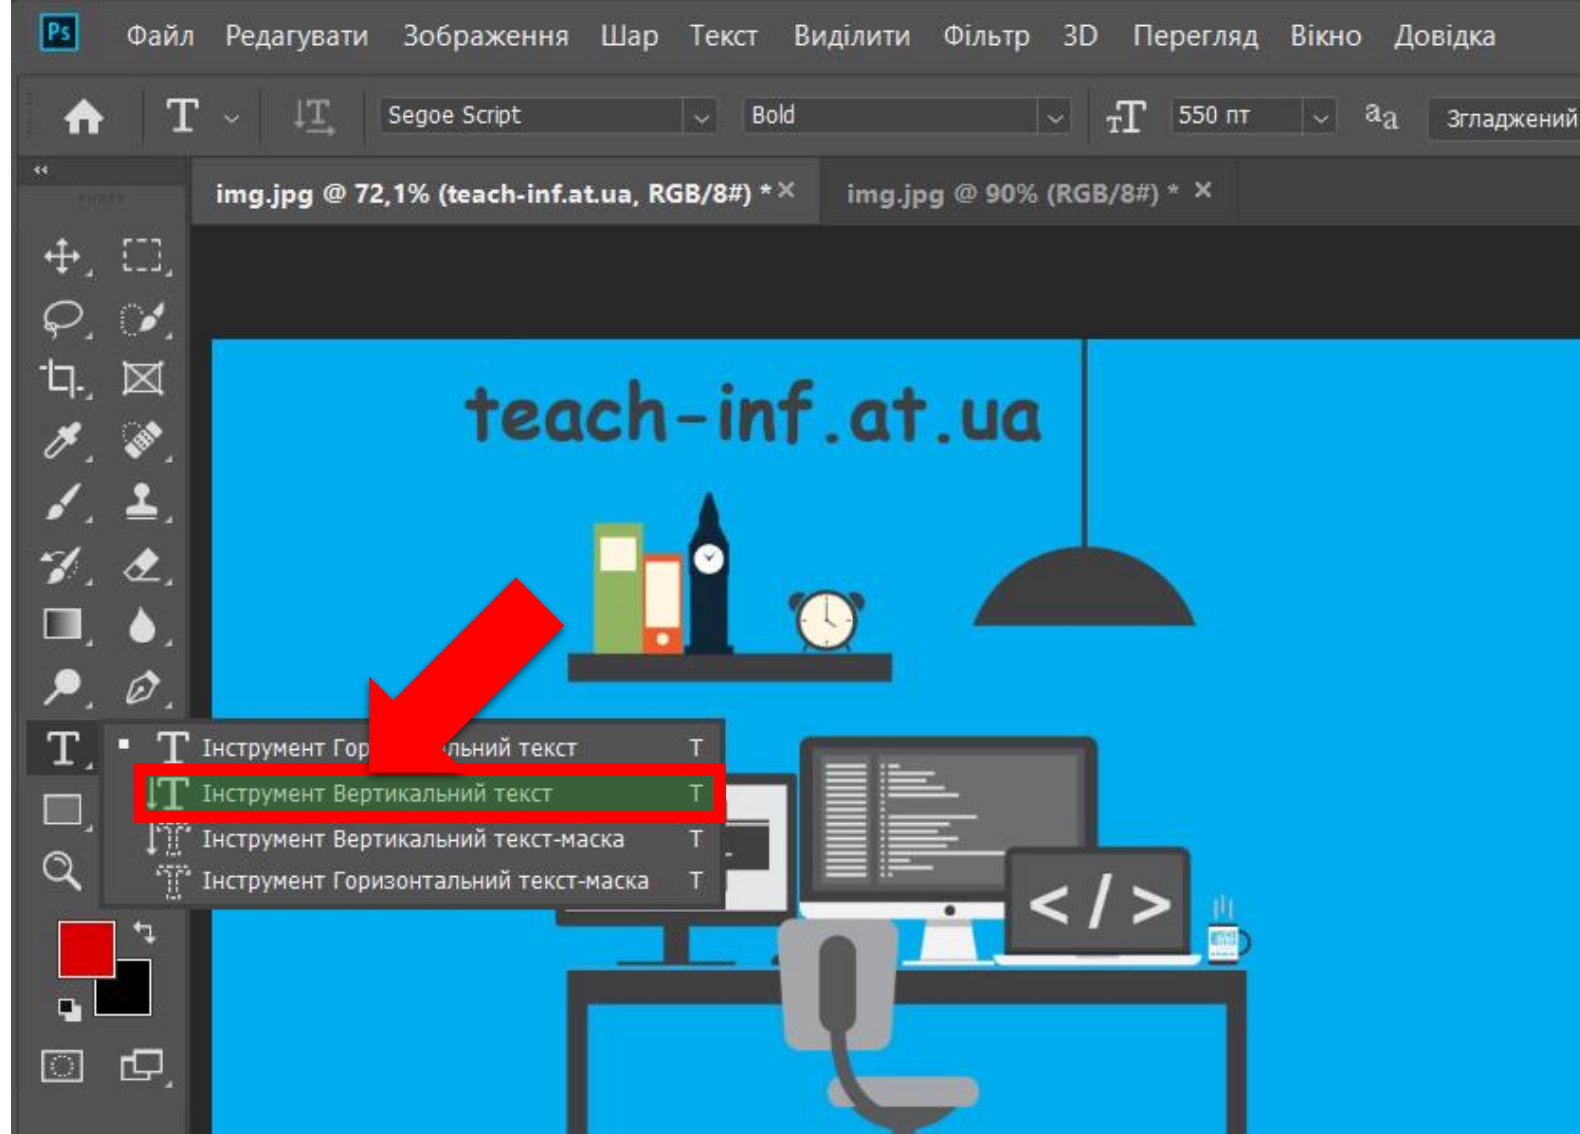 Ps Файл Редагувати Зображення Шар Текст Виділити Фільтр 3D Перегляд Вікно Довідка
T Segoe Script Bold 550 пт aa Згладжений
img.jpg @ 72,1% (teach-inf.at.ua, RGB/8#) * × img.jpg @ 90% (RGB/8#) * ×
teach-inf.at.ua
Інструмент Гор льний текст T
Інструмент Вертикальний текст T
Інструмент Вертикальний текст-маска T
Інструмент Горизонтальний текст-маска T
</>